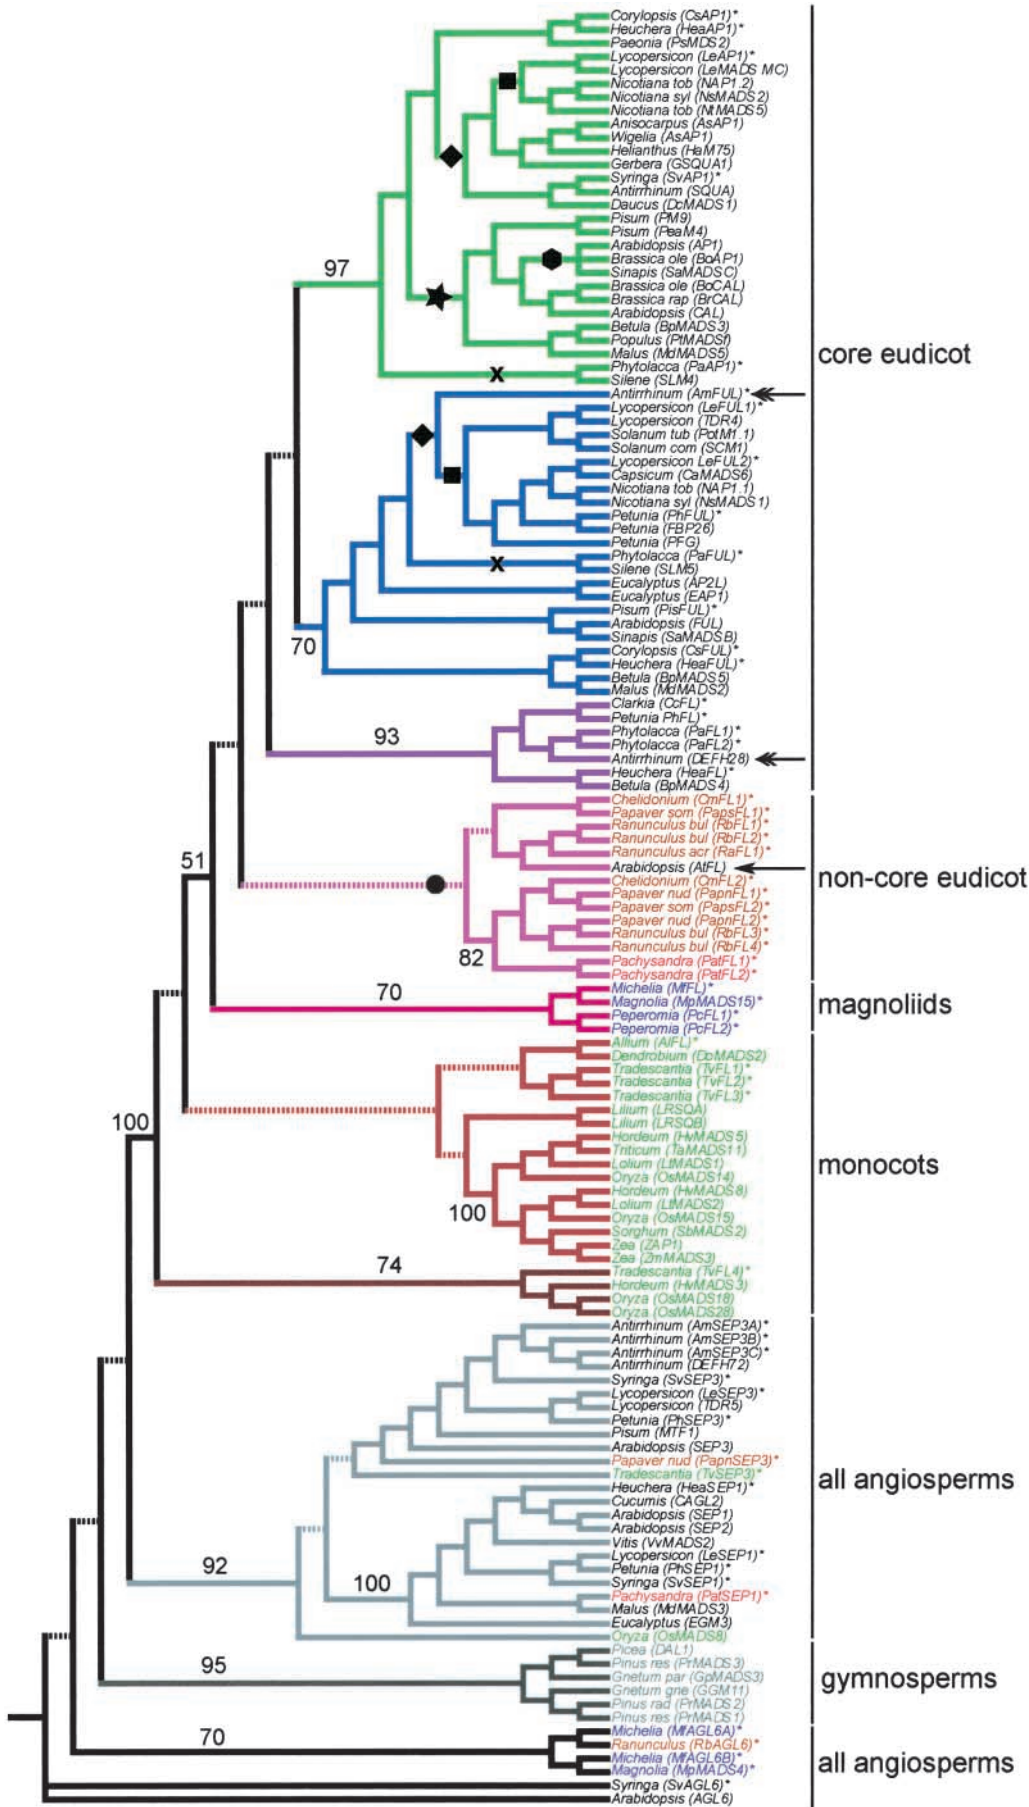 Corylopsis (CsAP1)*
Heuchera (HeaAP1)*
Paeonia (PsMDS2)
Lycopersicon (LeAP1)*
Lycopersicon (LeMADS MC)
Nicotiana tob (NAP1.2)
Nicotiana syl (NsMADS2)
Nicotiana tob (NtMADS5)
Anisocarpus (AsAP1)
Wigelia (AsAP1)
Helianthus (HaM75)
Gerbera (GSQUA1)
Syringa (SvAP1)*
Antirrhinum (SQUA)
Daucus (DcMADS1)
Pisum (PM9)
Pisum (PeaM4)
Arabidopsis (AP1)
Brassica ole (BoAP1)
97
Sinapis (SaMADSC)
Brassica ole (BoCAL)
Brassica rap (BrCAL)
Arabidopsis (CAL)
Betula (BpMADS3)
Populus (PtMADSf)
Malus (MdMADS5)
core eudicot
Phytolacca (PaAP1)*
x
Silene (SLM4)
Antirrhinum (AmFUL)*
Lycopersicon (LeFUL1)*
Lycopersicon (TDR4)
Solanum tub (PotM1.1)
Solanum com (SCM1)
Lycopersicon LeFUL2)*
Capsicum (CaMADS6)
Nicotiana tob (NAP1.1)
Nicotiana syl (NsMADS1)
Petunia (PhFUL)*
Petunia (FBP26)
Petunia (PFG)
Phytolacca (PaFUL)*
x
Silene (SLM5)
Eucalyptus (AP2L)
Eucalyptus (EAP1)
Pisum (PisFUL)*
Arabidopsis (FUL)
Sinapis (SaMADSB)
70
Corylopsis (CsFUL)*
Heuchera (HeaFUL)*
Betula (BpMADS5)
Malus (MdMADS2)
Clarkia (CcFL)*
Petunia PhFL)*
93
Phytolacca (PaFL1)*
Phytolacca (PaFL2)*
Antirrhinum (DEFH28)
Heuchera (HeaFL)*
Betula (BpMADS4)
Chelidonium (CmFL1)*
Papaver som (PapsFL1)*
Ranunculus bul (RbFL1)*
Ranunculus bul (RbFL2)*
Ranunculus acr (RaFL1)*
51
Arabidopsis (AtFL)
non-core eudicot
Chelidonium (CmFL2)*
Papaver nud (PapnFL1)*
Papaver som (PapsFL2)*
Papaver nud (PapnFL2)*
Ranunculus bul (RbFL3)*
Ranunculus bul (RbFL4)*
82
Pachysandra (PatFL1)*
Pachysandra (PatFL2)*
70
Michelia (MfFL)*
Magnolia (MpMADS15)*
magnoliids
Peperomia (PcFL1)*
Peperomia (PcFL2)*
Allium (AlFL)*
Dendrobium (DoMADS2)
Tradescantia (TvFL1)*
Tradescantia (TvFL2)*
Tradescantia (TvFL3)*
Lilium (LRSQA)
100
Lilium (LRSQB)
Hordeum (HvMADS5)
Triticum (TaMADS11)
Lolium (LtMADS1)
monocots
Oryza (OsMADS14)
Hordeum (HvMADS8)
Lolium (LtMADS2)
100
Oryza (OsMADS15)
Sorghum (SbMADS2)
Zea (ZAP1)
Zea (ZmMADS3)
74
Tradescantia (TvFL4)*
Hordeum (HvMADS3)
Oryza (OsMADS18)
Oryza (OsMADS28)
Antirrhinum (AmSEP3A)*
Antirrhinum (AmSEP3B)*
Antirrhinum (AmSEP3C)*
Antirrhinum (DEFH72)
Syringa (SvSEP3)*
Lycopersicon (LeSEP3)*
Lycopersicon (TDR5)
Petunia (PhSEP3)*
Pisum (MTF1)
Arabidopsis (SEP3)
Papaver nud (PapnSEP3)*
Tradescantia (TvSEP3)*
all angiosperms
Heuchera (HeaSEP1)*
Cucumis (CAGL2)
Arabidopsis (SEP1)
Arabidopsis (SEP2)
Vitis (VvMADS2)
Lycopersicon (LeSEP1)*
92
Petunia (PhSEP1)*
100
Syringa (SvSEP1)*
Pachysandra (PatSEP1)*
Malus (MdMADS3)
Eucalyptus (EGM3)
Oryza (OsMADS8)
Picea (DAL1)
95
Pinus res (PrMADS3)
Gnetum par (GpMADS3)
gymnosperms
Gnetum gne (GGM11)
Pinus rad (PrMADS2)
Pinus res (PrMADS1)
70
Michelia (MfAGL6A)*
Ranunculus (RbAGL6)*
Michelia (MfAGL6B)*
all angiosperms
Magnolia (MpMADS4)*
Syringa (SvAGL6)*
Arabidopsis (AGL6)